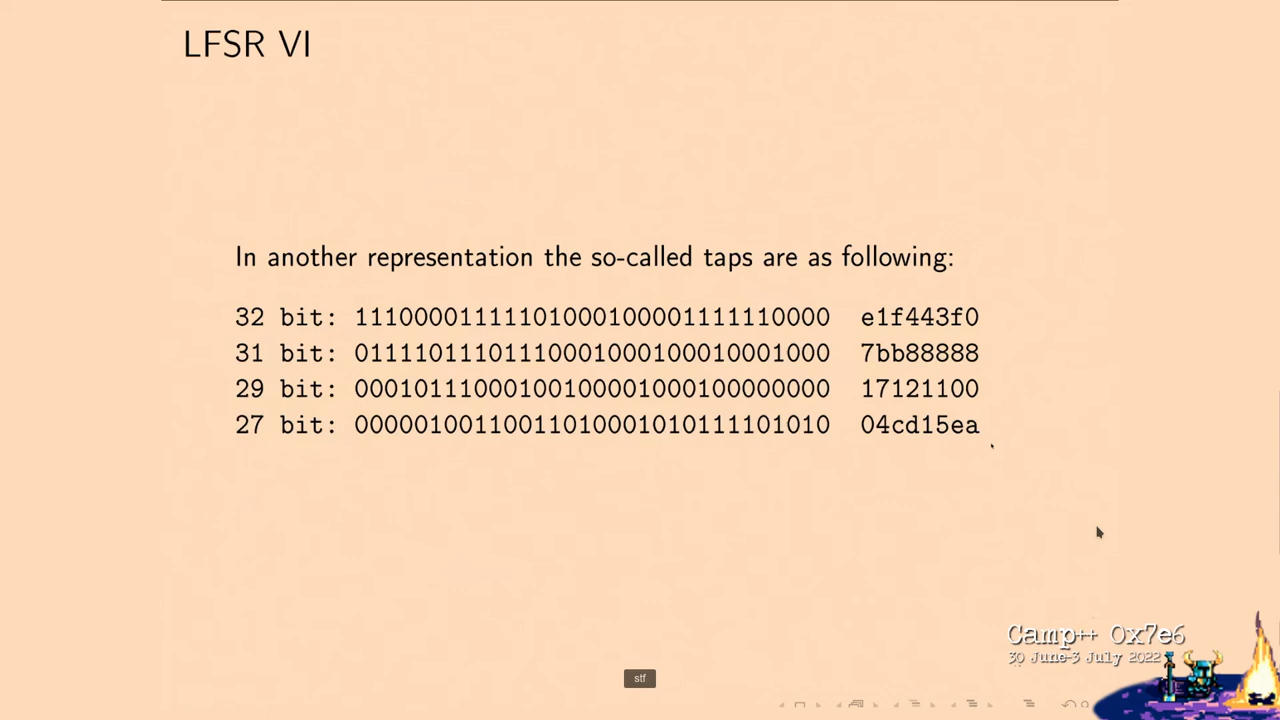 LFSR VI
In another representation the so-called taps are as following:
32 bit: 11100001111101000100001111110000 e1f443f0
31 bit: 01111011101110001000100010001000 7bb88888
29 bit: 00010111000100100001000100000000 17121100
27 bit: 00000100110011010001010111101010 04cd15ea
Camp++ 0x7e6
30 June-3 July 2022
stf